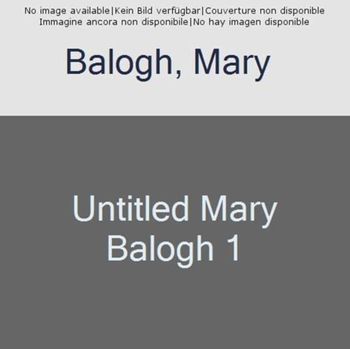 No image available|Kein Bild verfügbar|Couverture non disponible
Immagine ancora non disponibile|No hay imagen disponible
Balogh, Mary
Untitled Mary
Balogh 1